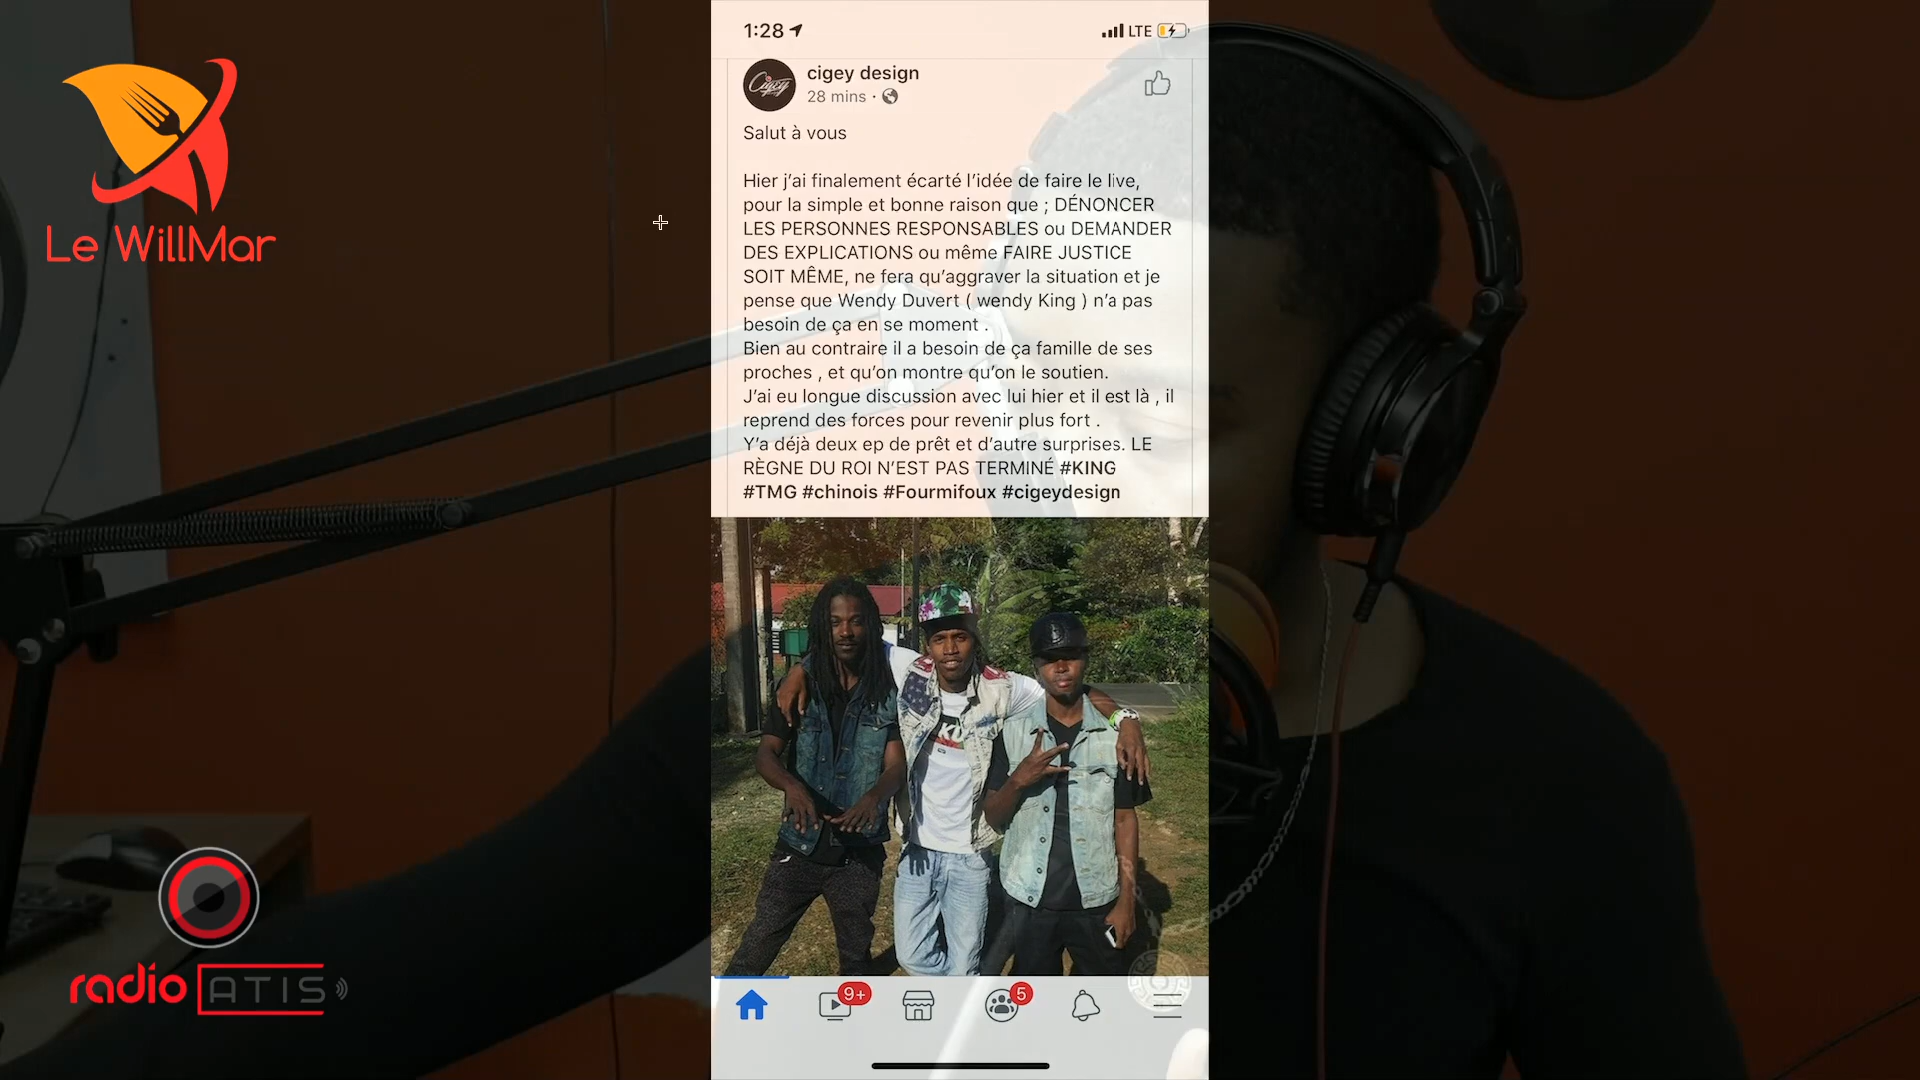 1:28
LTE
cigey design
28 mins ·
Salut à vous
Hier j'ai finalement écarté l'idée de faire le live,
pour la simple et bonne raison que ; DÉNONCER
LES PERSONNES RESPONSABLES ou DEMANDER
DES EXPLICATIONS ou même FAIRE JUSTICE
SOIT MÊME, ne fera qu'aggraver la situation et je
pense que Wendy Duvert ( wendy King ) n'a pas
besoin de ça en se moment .
Bien au contraire il a besoin de ça famille de ses
proches , et qu'on montre qu'on le soutien.
J'ai eu longue discussion avec lui hier et il est là , il
reprend des forces pour revenir plus fort .
Y'a déjà deux ep de prêt et d'autre surprises. LE
RÈGNE DU ROI N'EST PAS TERMINÉ #KING
#TMG #chinois #Fourmifoux #cigeydesign
9+
5
Le WillMar
radio ATIS